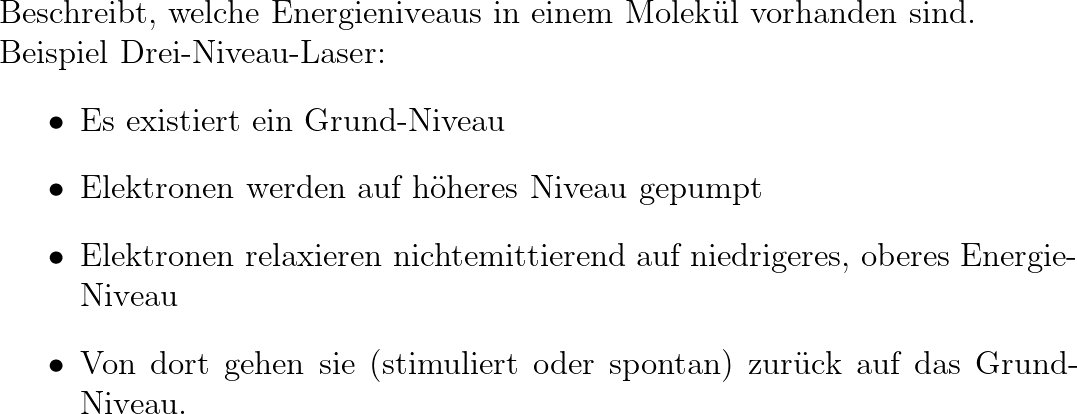 Beschreibt, welche Energieniveaus in einem Molekül vorhanden sind.
Beispiel Drei-Niveau-Laser:
• Es existiert ein Grund-Niveau
• Elektronen werden auf höheres Niveau gepumpt
• Elektronen relaxieren nichtemittierend auf niedrigeres, oberes Energie-
Niveau
• Von dort gehen sie (stimuliert oder spontan) zurück auf das Grund-
Niveau.